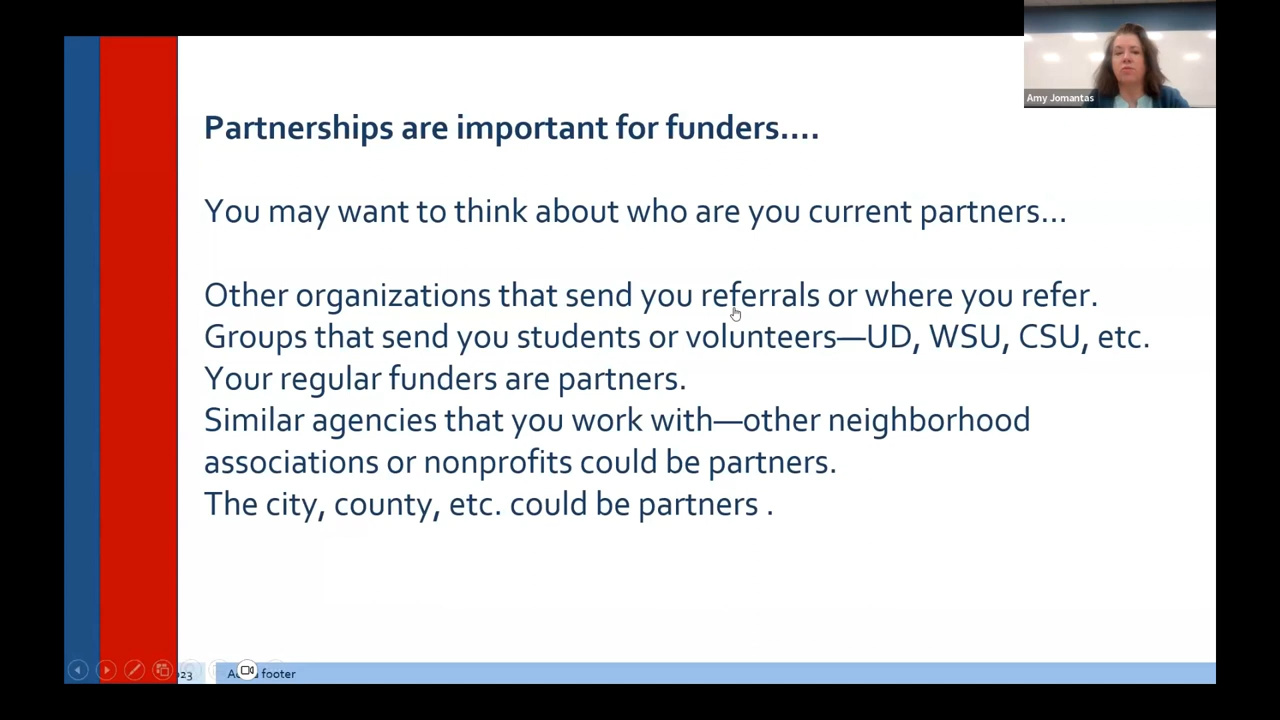 Amy Jomantas
Partnerships are important for funders....
You may want to think about who are you current partners...
Other organizations that send you referrals or where you refer.
Groups that send you students or volunteers—UD, WSU, CSU, etc.
Your regular funders are partners.
Similar agencies that you work with—other neighborhood
associations or nonprofits could be partners.
The city, county, etc. could be partners .
footer